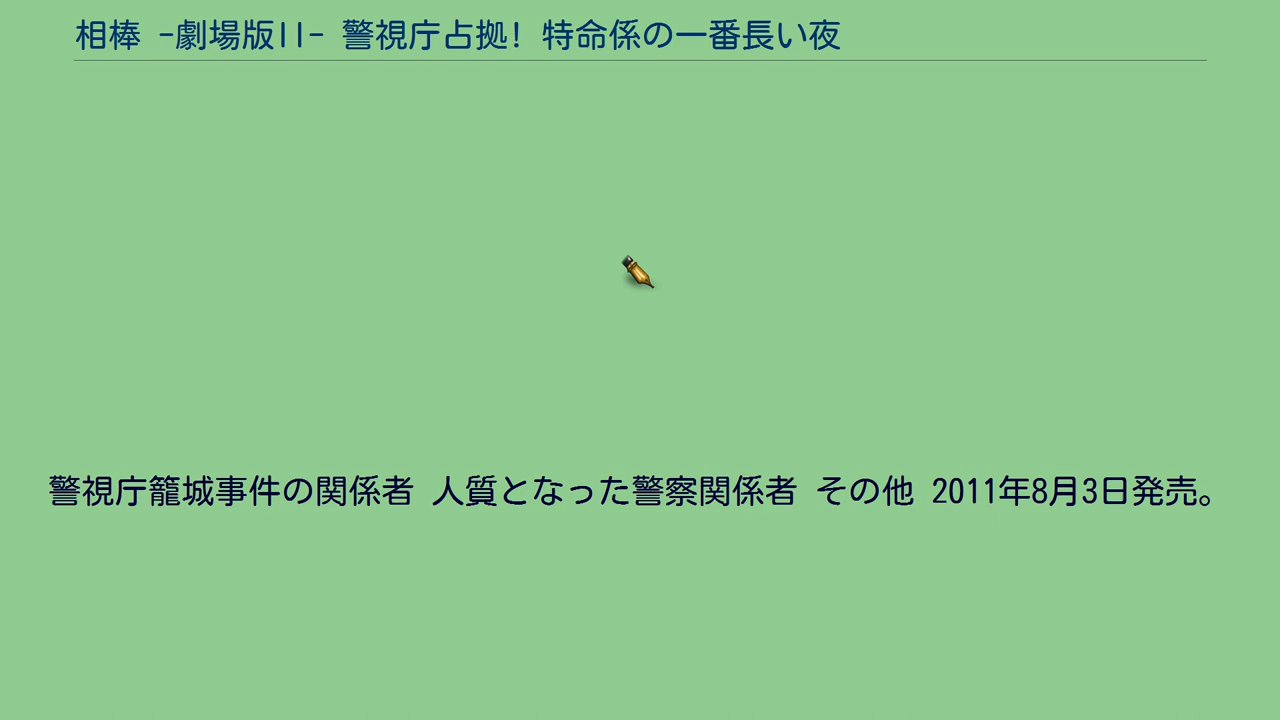 相棒 -劇場版II- 警視庁占拠! 特命係の一番長い夜
警視庁籠城事件の関係者 人質となった警察関係者 その他 2011年8月3日発売。